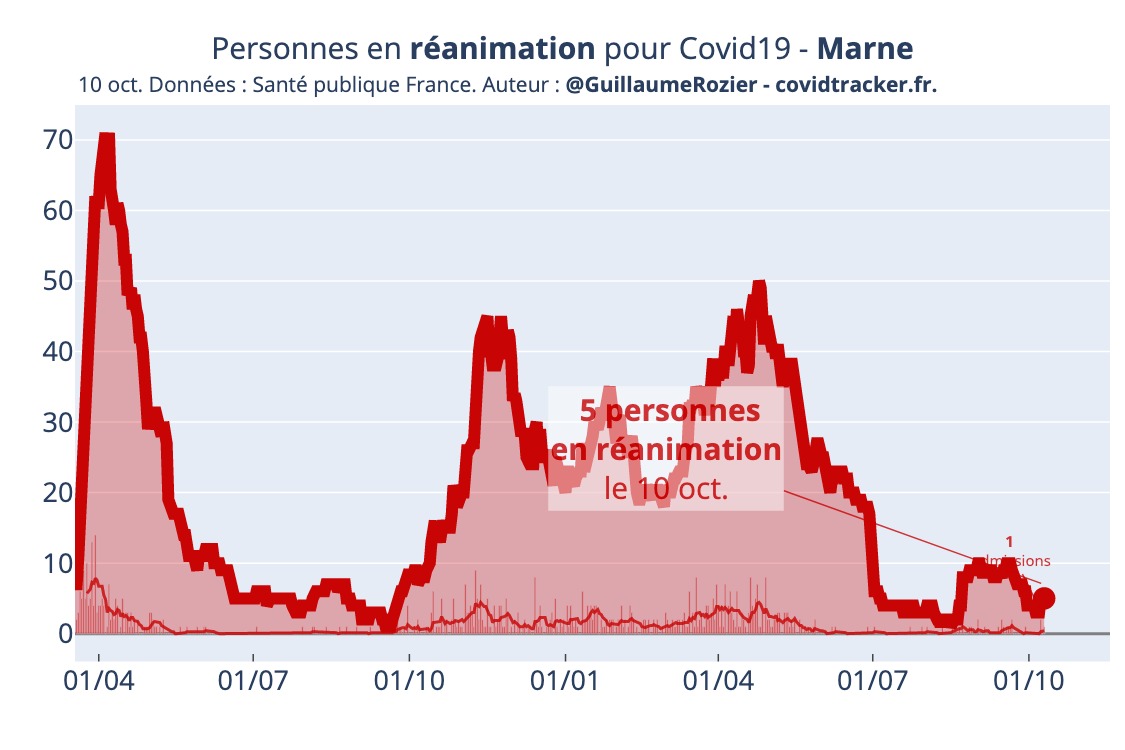 Personnes en réanimation pour Covid19 - Marne
10 oct. Données : Santé publique France. Auteur : @GuillaumeRozier - covidtracker.fr.
70
60
50
40
30
20
10
0
5 personnes
en réanimation
le 10 oct.
1
admissions
01/04
01/07
01/10
01/01
01/04
01/07
01/10